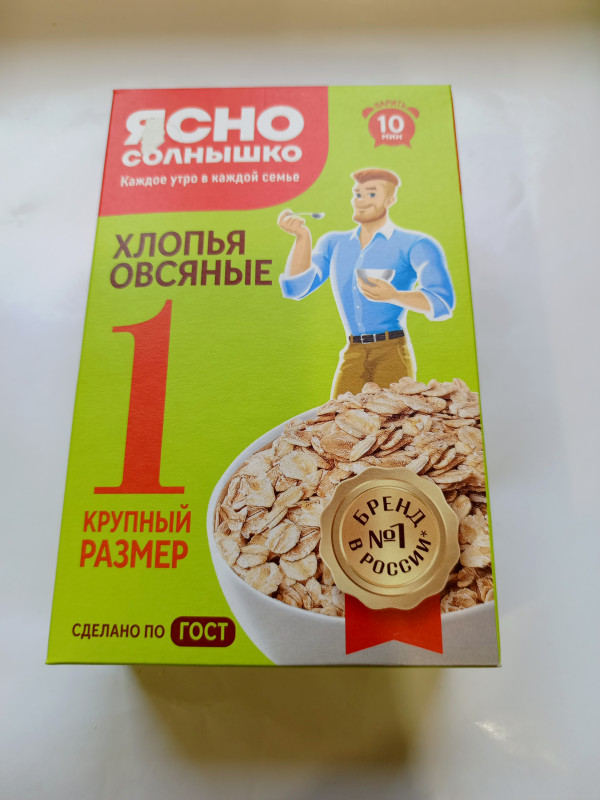 ЯСНО
СОЛНЫШКО
Каждое утро в каждой семье
ПАРИТЬ
10
МИН
ХЛОПЬЯ
ОВСЯНЫЕ
1
КРУПНЫЙ
РАЗМЕР
БРЕНД
№1
В РОССИИ*
СДЕЛАНО ПО ГОСТ